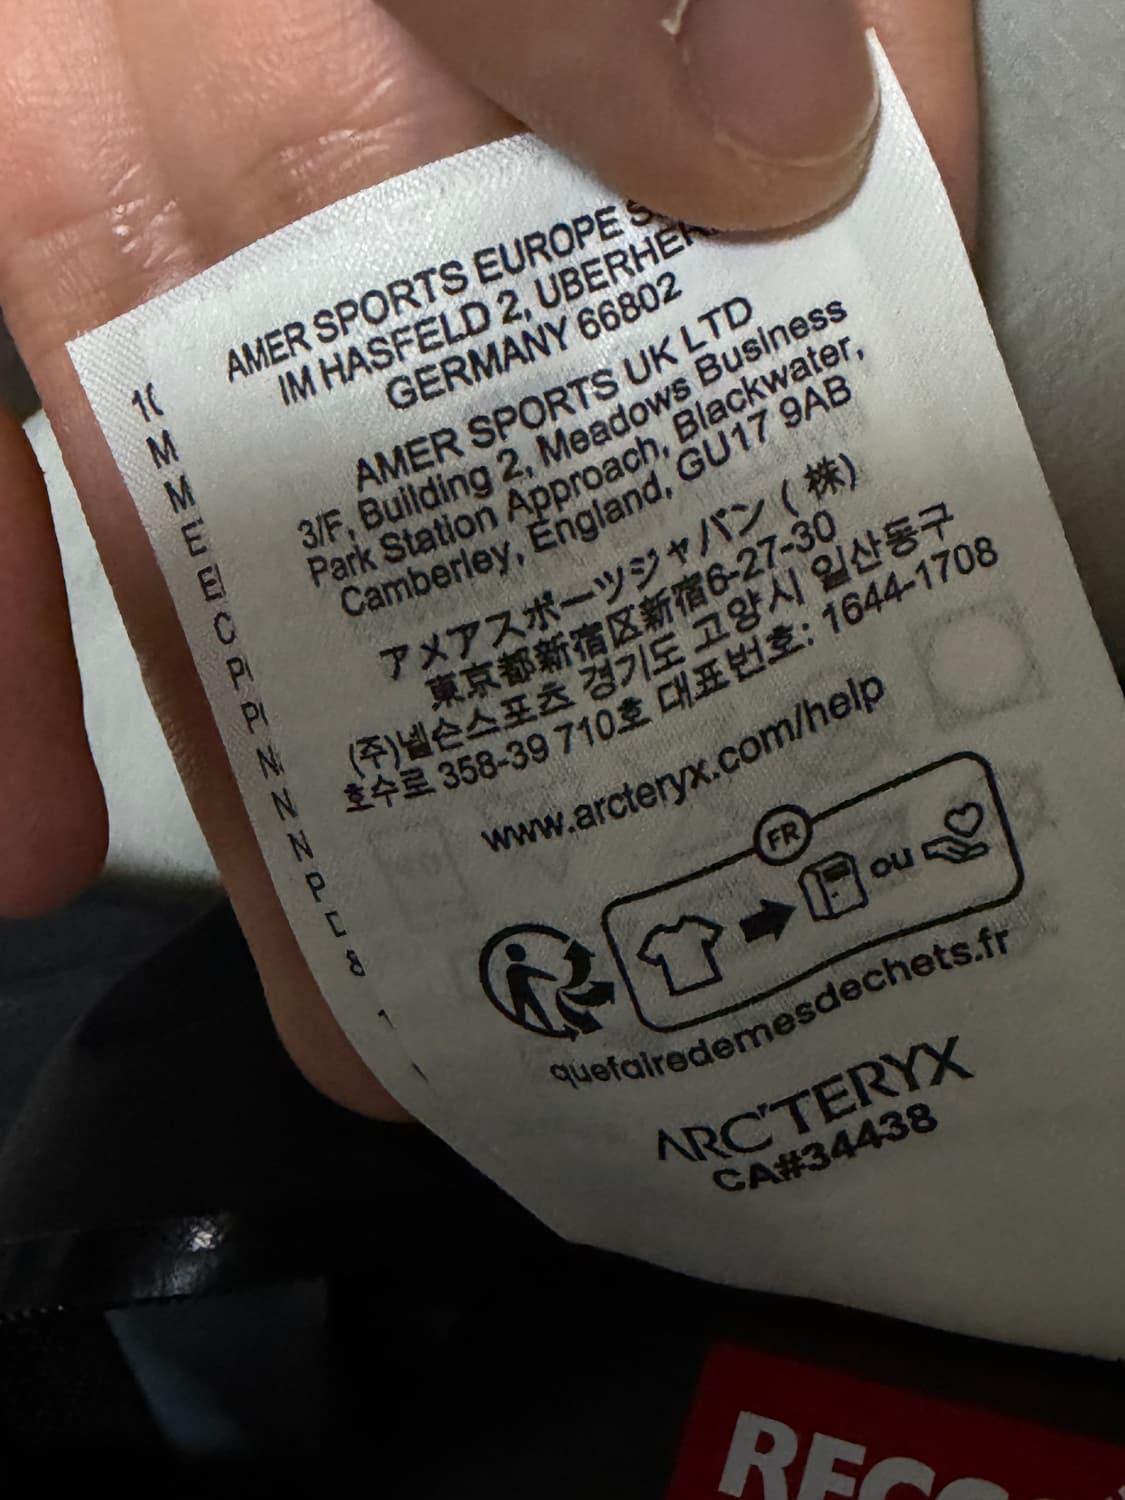 AMER SPORTS EUROPE
IM HASFELD 2,
GERMANY 66802
AMER SPORTS UK LTD
3/F, Building 2, Meadows Business
Park Station Approach, Blackwater,
Camberley, England, GU17 9AB
アメアスポーツジャパン ( 株)
東京都新宿区新宿6-27-30
(주)넬슨스포츠 경기도 고양시 일산동구
호수로 358-39 710호 대표번호: 1644-1708
www.arcteryx.com/help
FR
ou
quefairedemesdechets.fr
ARC'TERYX
CA#34438